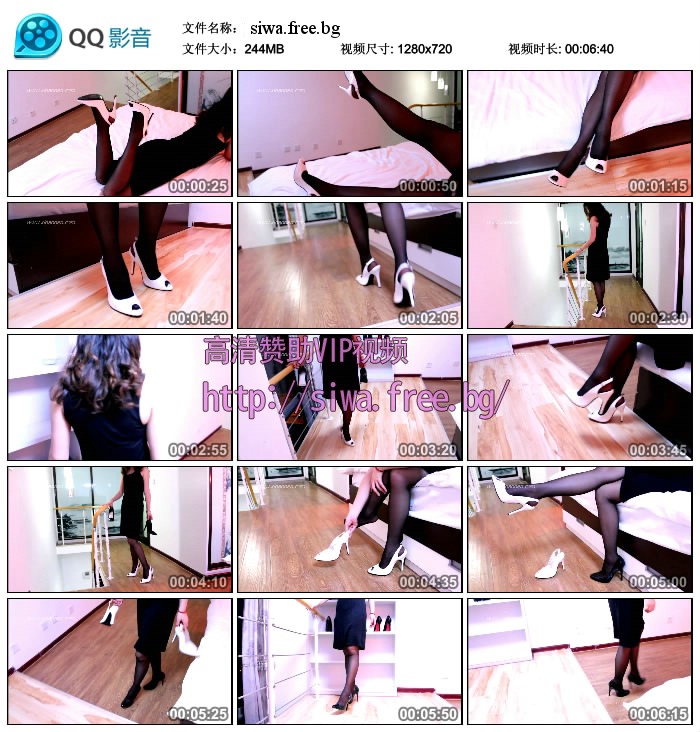 QQ 影音
文件名称： siwa.free.bg
文件大小： 244MB 视频尺寸: 1280x720 视频时长: 00:06:40
00:00:25 00:00:50 00:01:15
00:01:40 00:02:05 00:02:30
高清赞助VIP视频
http://siwa.free.bg/
00:02:55 00:03:20 00:03:45
00:04:10 00:04:35 00:05:00
00:05:25 00:05:50 00:06:15